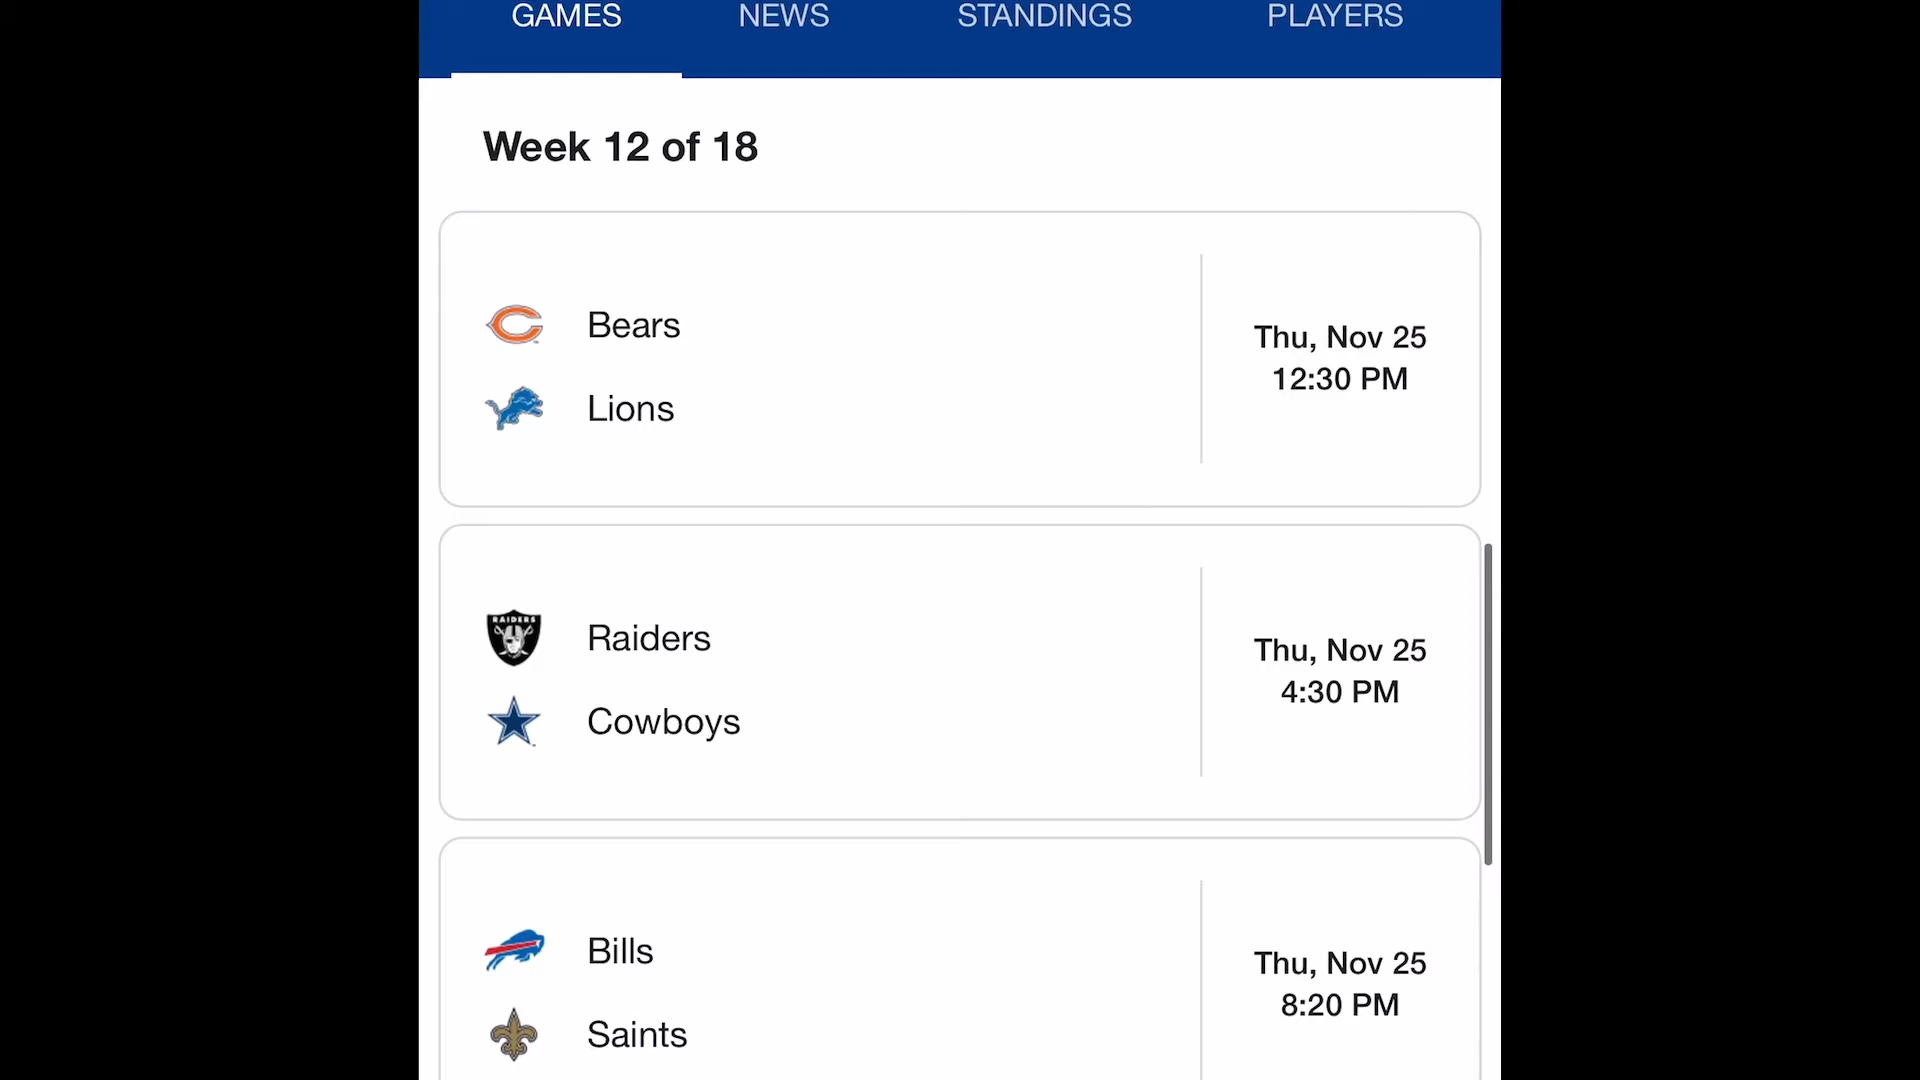 GAMES NEWS STANDINGS PLAYERS
Week 12 of 18
Bears
Lions
Thu, Nov 25
12:30 PM
RAIDERS
Raiders
Cowboys
Thu, Nov 25
4:30 PM
Bills
Saints
Thu, Nov 25
8:20 PM